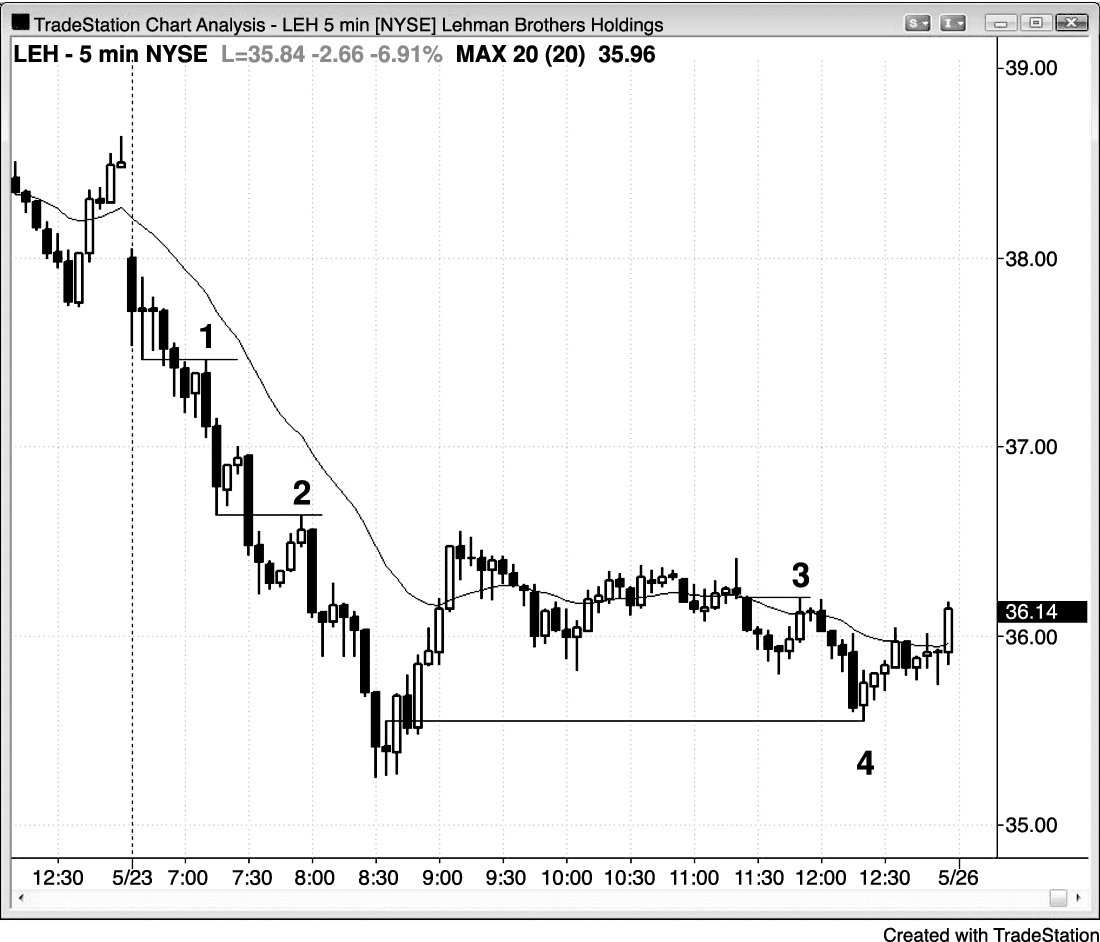 TradeStation Chart Analysis - LEH 5 min [NYSE] Lehman Brothers Holdings
S I
LEH - 5 min NYSE L=35.84 -2.66 -6.91% MAX 20 (20) 35.96
39.00
38.00
1
37.00
2
3
36.14
36.00
4
35.00
12:30 5/23 7:00 7:30 8:00 8:30 9:00 9:30 10:00 10:30 11:00 11:30 12:00 12:30 5/26
Created with TradeStation